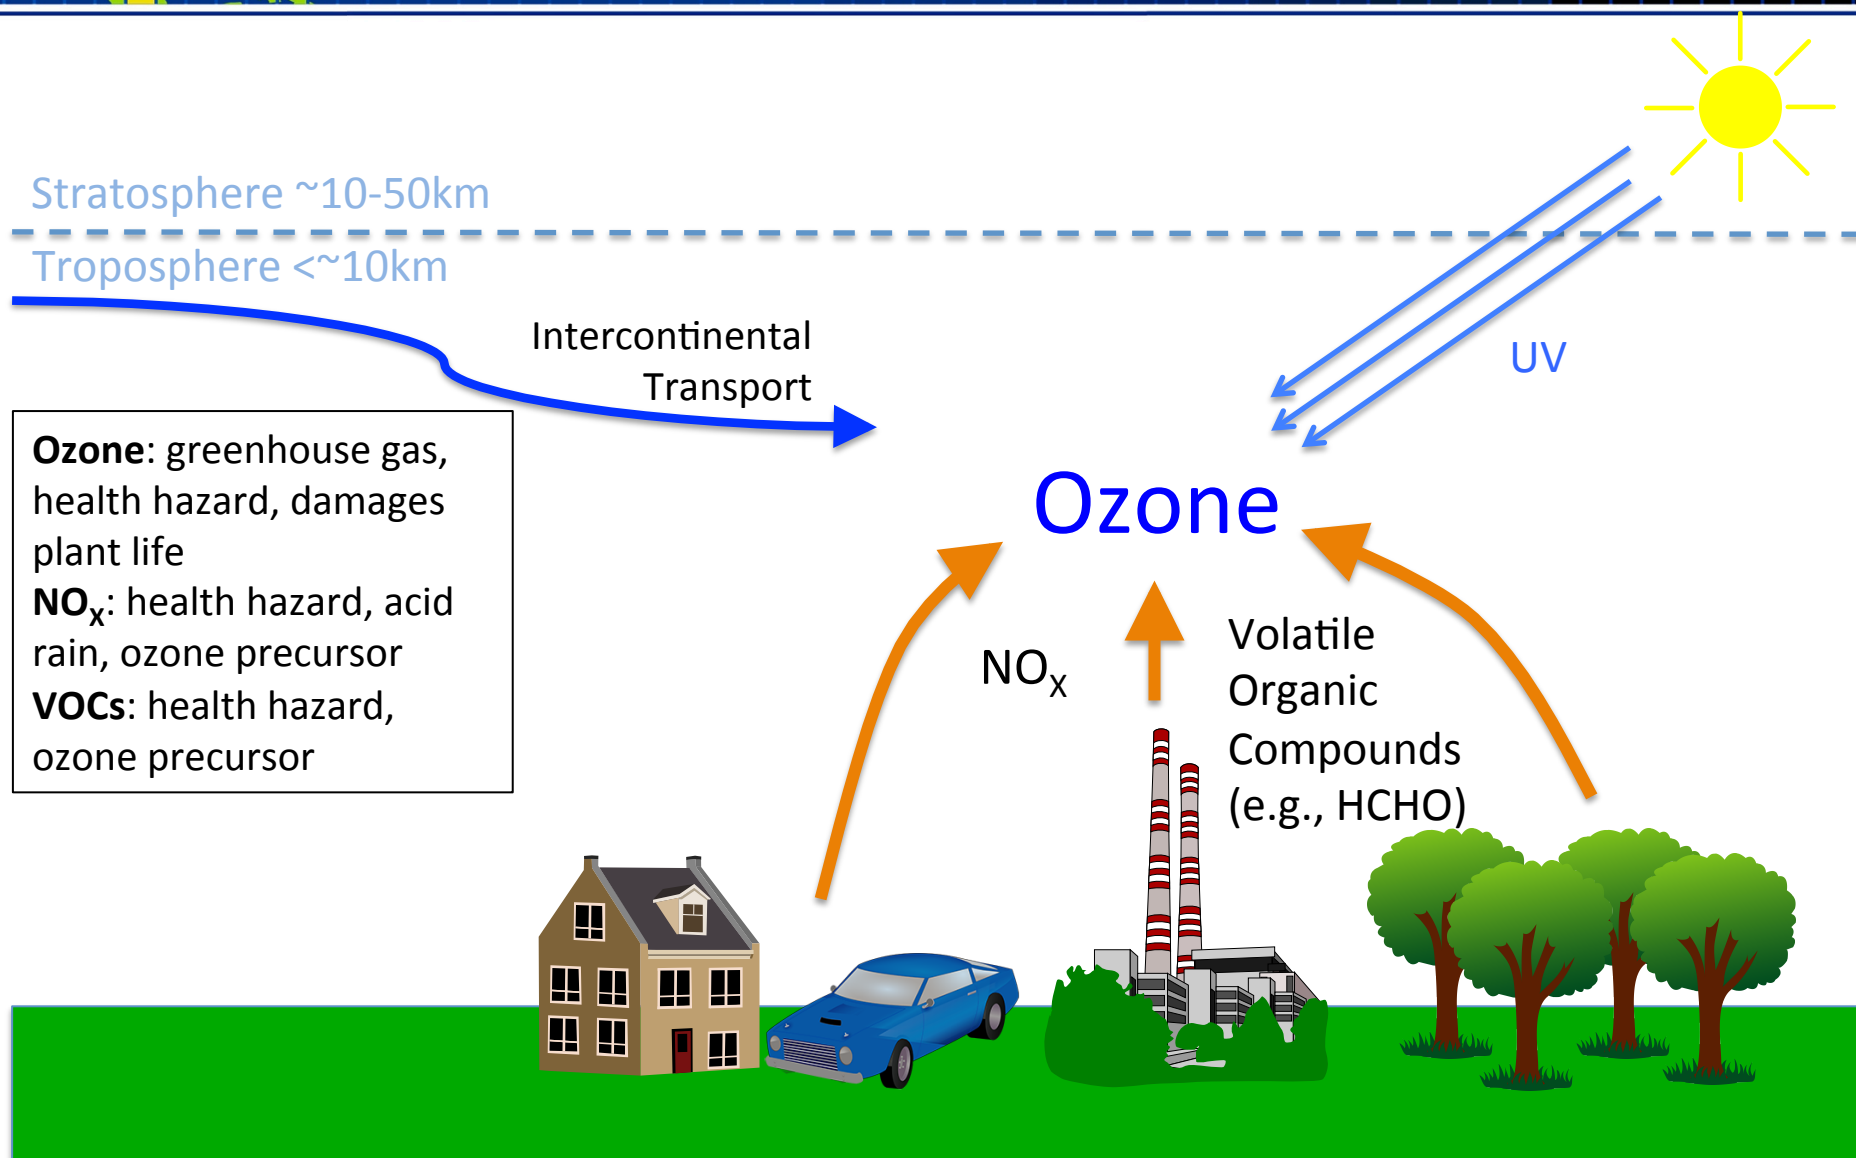 Stratosphere ~10-50km
Troposphere <~10km
Intercontinental
Transport
UV
Ozone: greenhouse gas,
health hazard, damages
plant life
NOX: health hazard, acid
rain, ozone precursor
VOCs: health hazard,
ozone precursor
Ozone
NOX
Volatile
Organic
Compounds
(e.g., HCHO)